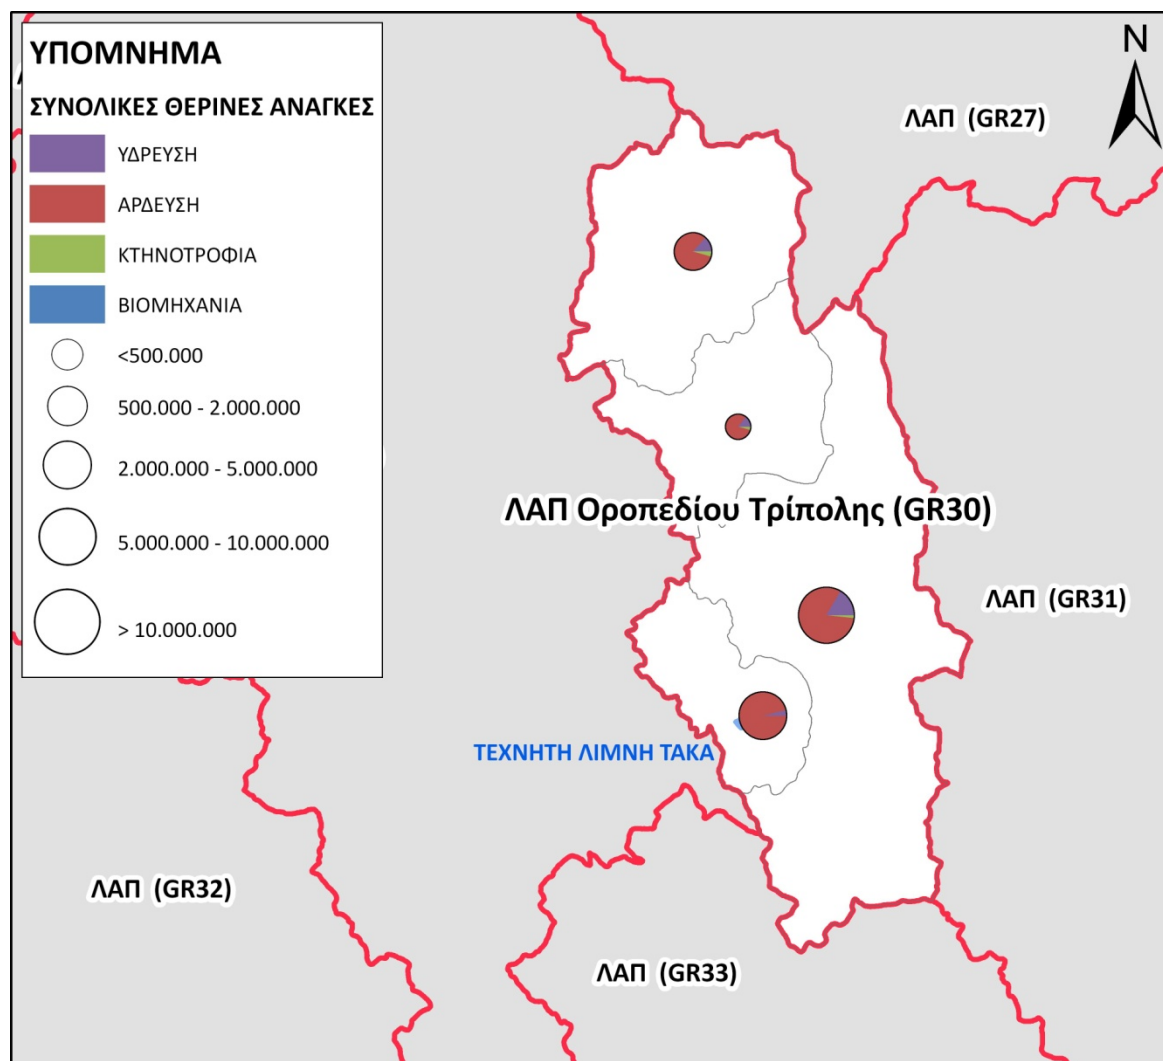 ΥΠΟΜΝΗΜΑ
ΣΥΝΟΛΙΚΕΣ ΘΕΡΙΝΕΣ ΑΝΑΓΚΕΣ
ΥΔΡΕΥΣΗ
ΑΡΔΕΥΣΗ
ΚΤΗΝΟΤΡΟΦΙΑ
ΒΙΟΜΗΧΑΝΙΑ
<500.000
500.000 - 2.000.000
2.000.000 - 5.000.000
5.000.000 - 10.000.000
> 10.000.000
N
ΛΑΠ (GR27)
ΛΑΠ Οροπεδίου Τρίπολης (GR30)
ΛΑΠ (GR31)
ΤΕΧΝΗΤΗ ΛΙΜΝΗ ΤΑΚΑ
ΛΑΠ (GR32)
ΛΑΠ (GR33)